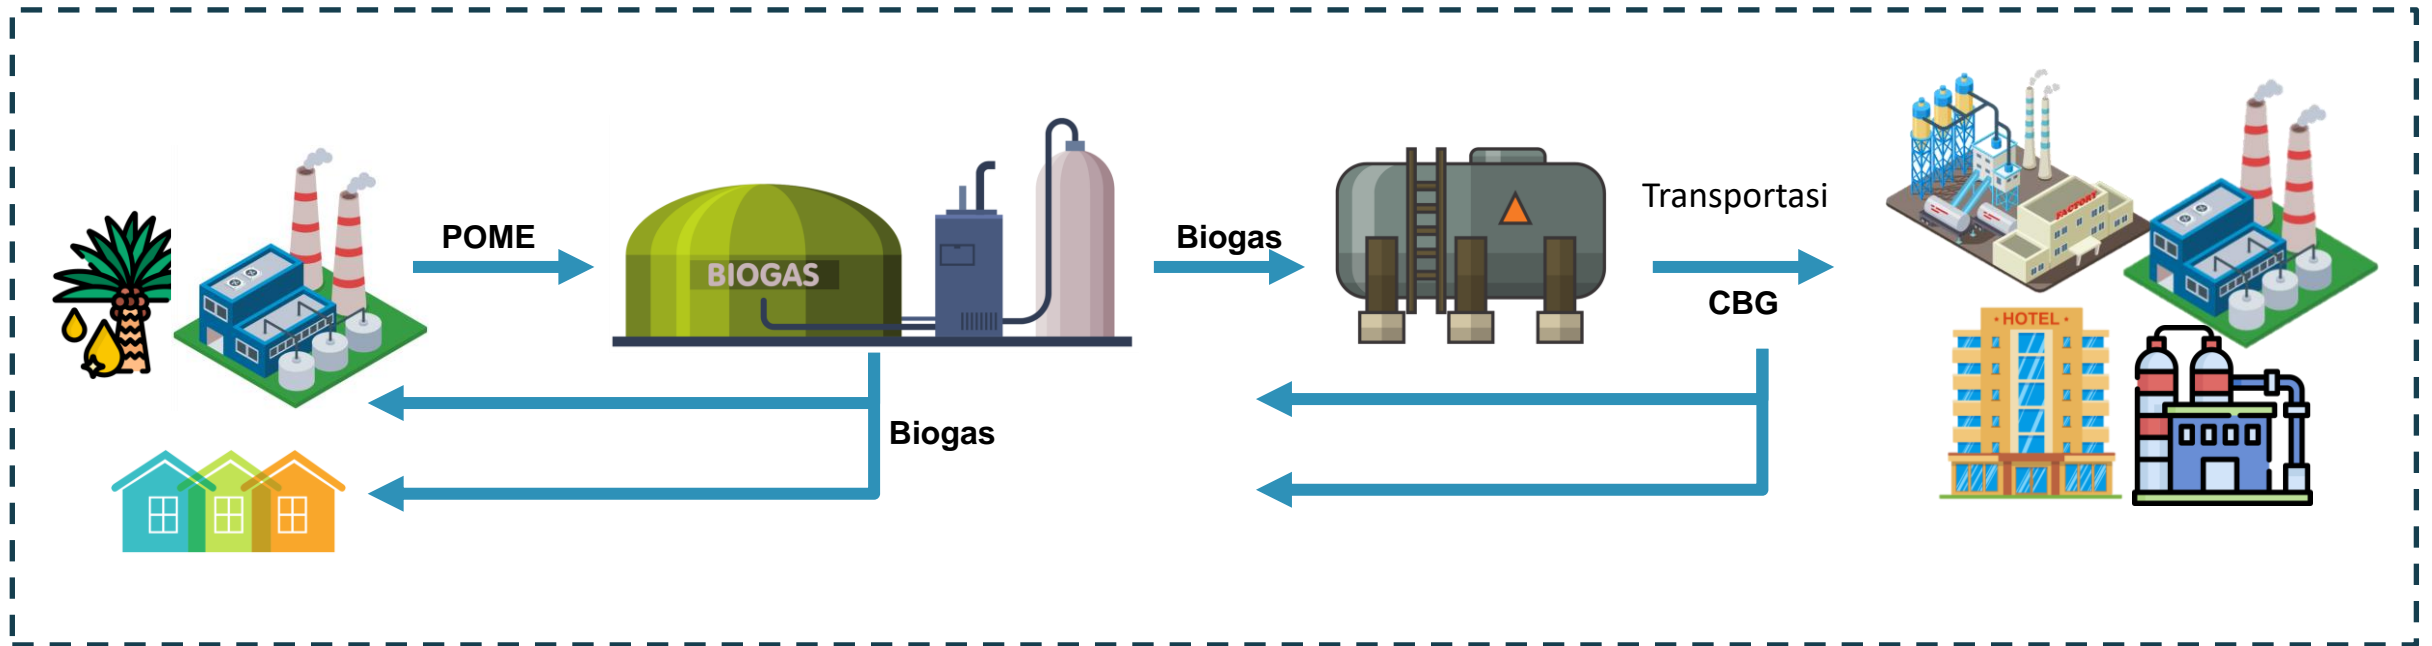 POME
BIOGAS
Biogas
Transportasi
CBG
FACTORY
HOTEL
Biogas